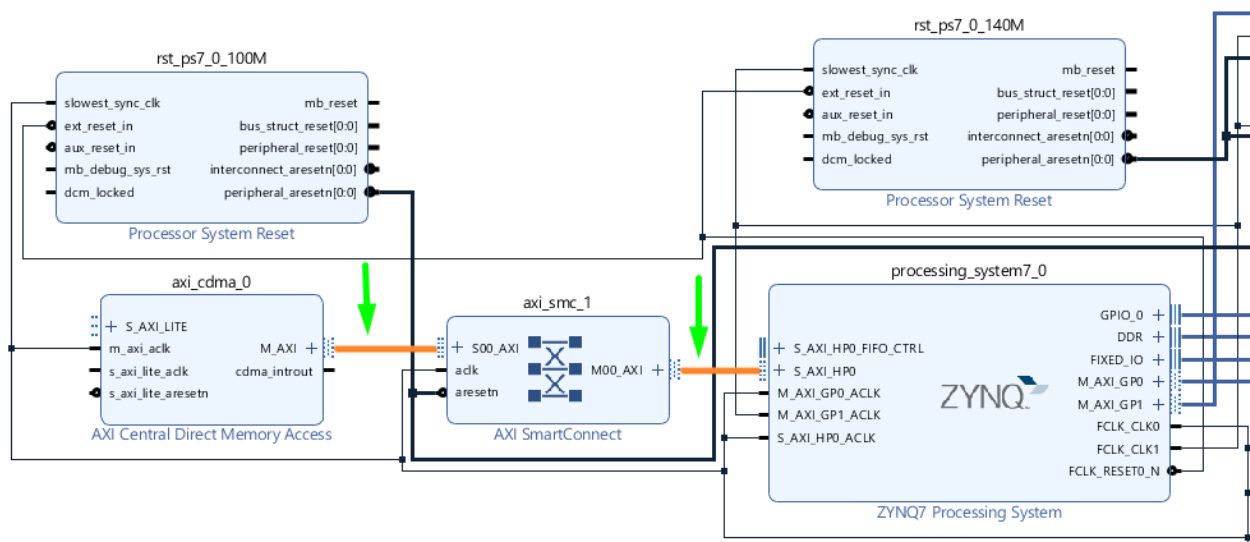 rst_ps7_0_100M
slowest_sync_clk
ext_reset_in
aux_reset_in
mb_debug_sys_rst
dcm_locked
mb_reset
bus_struct_reset[0:0]
peripheral_reset[0:0]
interconnect_aresetn[0:0]
peripheral_aresetn[0:0]
Processor System Reset
rst_ps7_0_140M
slowest_sync_clk
ext_reset_in
aux_reset_in
mb_debug_sys_rst
dcm_locked
mb_reset
bus_struct_reset[0:0]
peripheral_reset[0:0]
interconnect_aresetn[0:0]
peripheral_aresetn[0:0]
Processor System Reset
axi_cdma_0
S_AXI_LITE
m_axi_aclk
s_axi_lite_aclk
s_axi_lite_aresetn
M_AXI
cdma_introut
AXI Central Direct Memory Access
axi_smc_1
S00_AXI
aclk
aresetn
M00_AXI
AXI SmartConnect
processing_system7_0
S_AXI_HP0_FIFO_CTRL
S_AXI_HP0
M_AXI_GP0_ACLK
M_AXI_GP1_ACLK
S_AXI_HP0_ACLK
ZYNQ
GPIO_0
DDR
FIXED_IO
M_AXI_GP0
M_AXI_GP1
FCLK_CLK0
FCLK_CLK1
FCLK_RESET0_N
ZYNQ7 Processing System